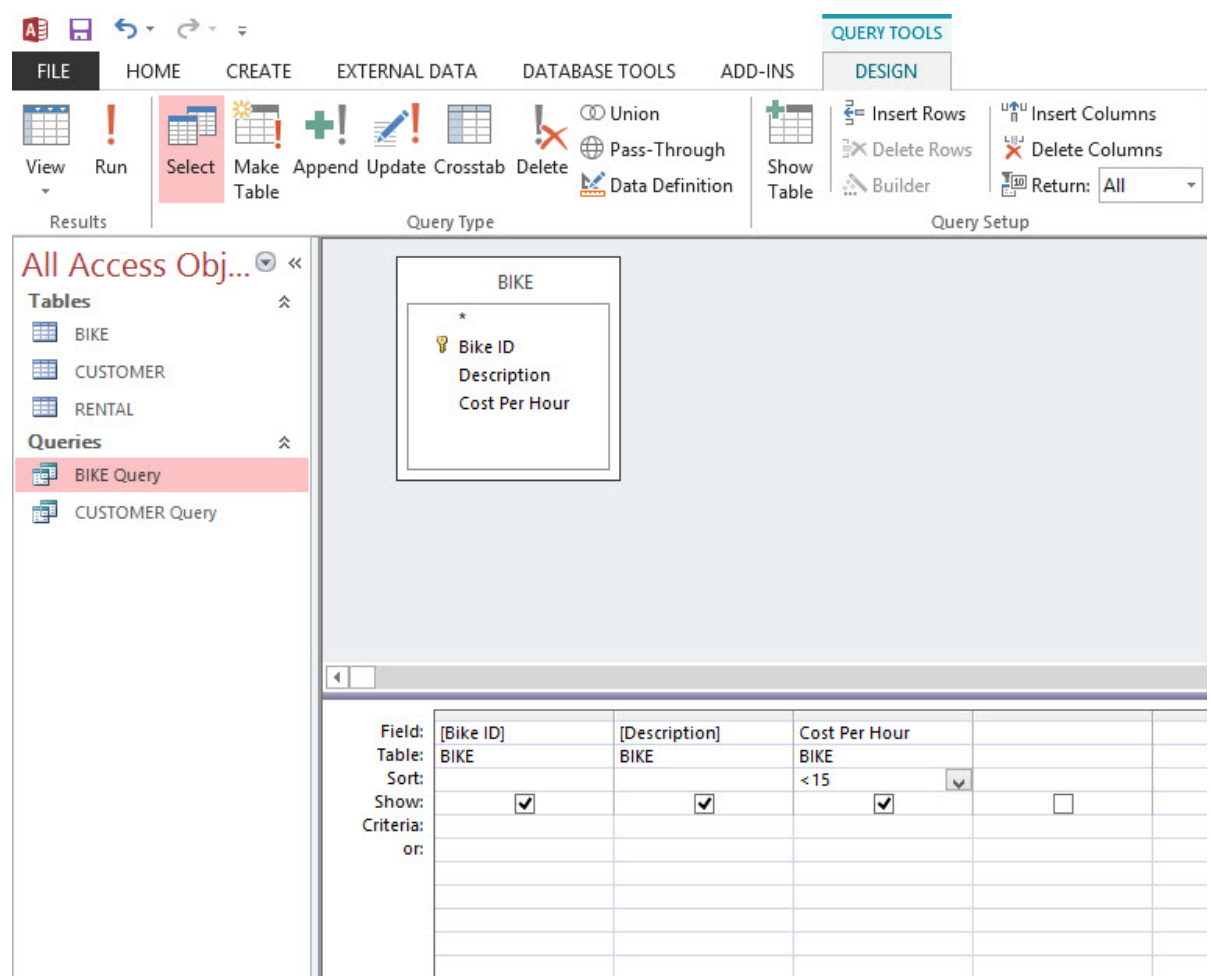 QUERY TOOLS
FILE HOME CREATE EXTERNAL DATA DATABASE TOOLS ADD-INS DESIGN
View
Run
Select
Make Table
Append
Update
Crosstab
Delete
Union
Pass-Through
Data Definition
Show Table
Insert Rows
Delete Rows
Builder
Insert Columns
Delete Columns
Return: All
Results
Query Type
Query Setup
All Access Obj...
Tables
BIKE
CUSTOMER
RENTAL
Queries
BIKE Query
CUSTOMER Query
BIKE
*
Bike ID
Description
Cost Per Hour
Field: [Bike ID] [Description] Cost Per Hour
Table: BIKE BIKE BIKE
Sort: <15
Show:
Criteria:
or: